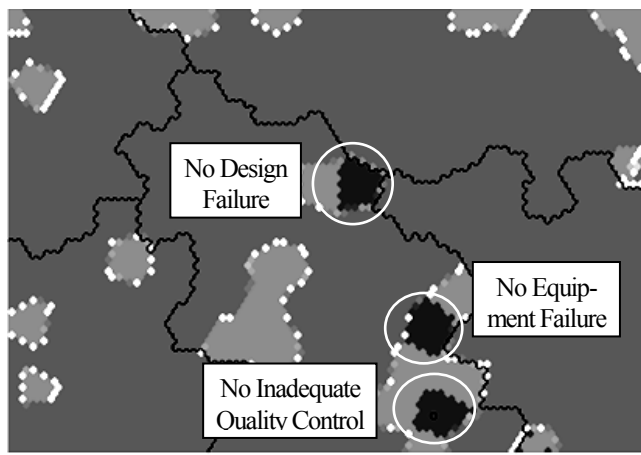 No Design
Failure
No Equip-
ment Failure
No Inadequate
Quality Control